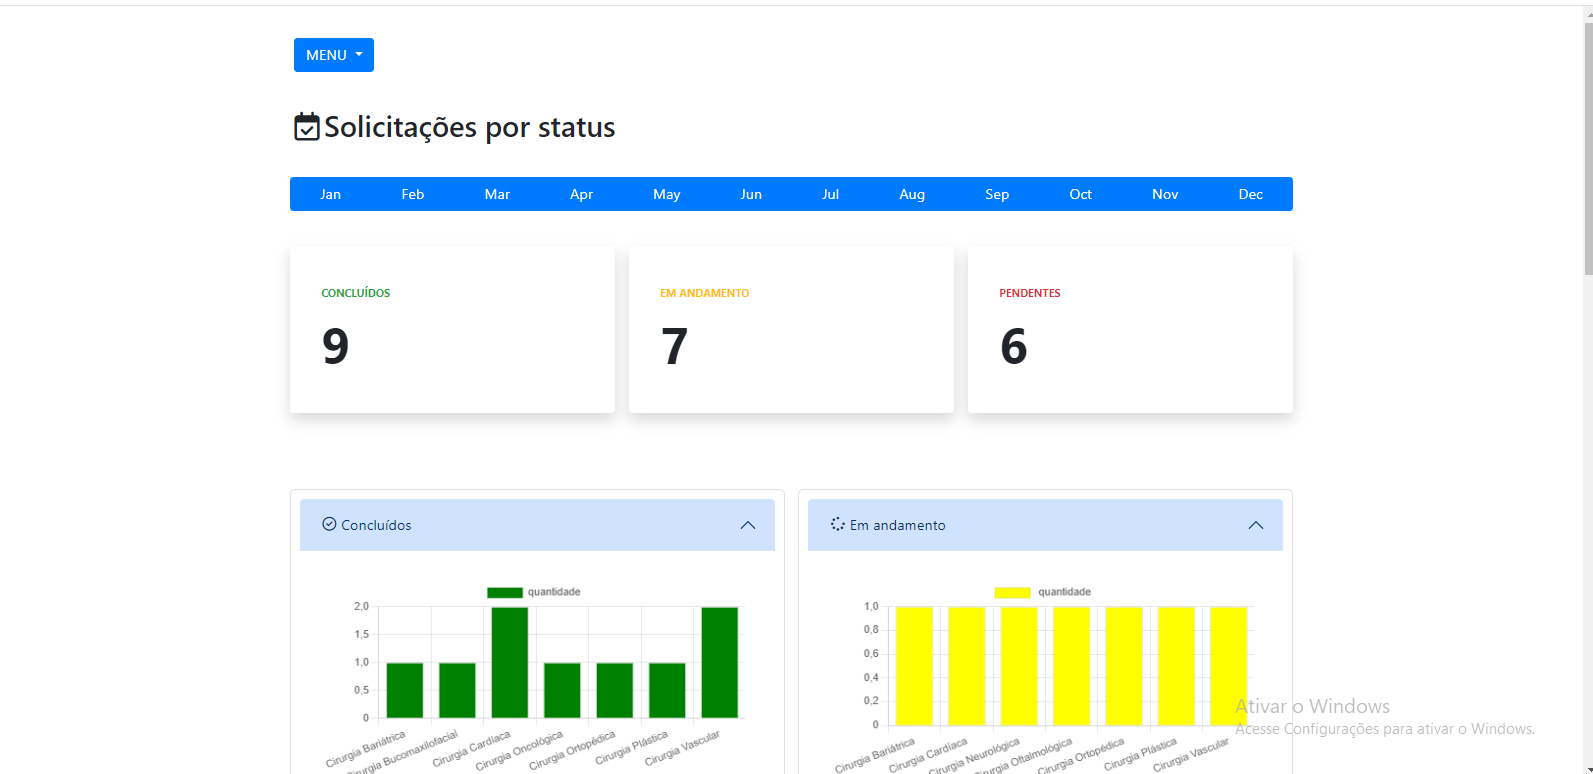 MENU
Solicitações por status
Jan Feb Mar Apr May Jun Jul Aug Sep Oct Nov Dec
CONCLUÍDOS
9
EM ANDAMENTO
7
PENDENTES
6
Concluídos
quantidade
2,0
1,5
1,0
0,5
0
Cirurgia Bariátrica
Cirurgia Bucomaxilofacial
Cirurgia Cardíaca
Cirurgia Oncológica
Cirurgia Ortopédica
Cirurgia Plástica
Cirurgia Vascular
Em andamento
quantidade
1,0
0,8
0,6
0,4
0,2
0
Cirurgia Bariátrica
Cirurgia Cardíaca
Cirurgia Neurológica
Cirurgia Oftalmológica
Cirurgia Ortopédica
Cirurgia Plástica
Cirurgia Vascular
Ativar o Windows
Acesse Configurações para ativar o Windows.